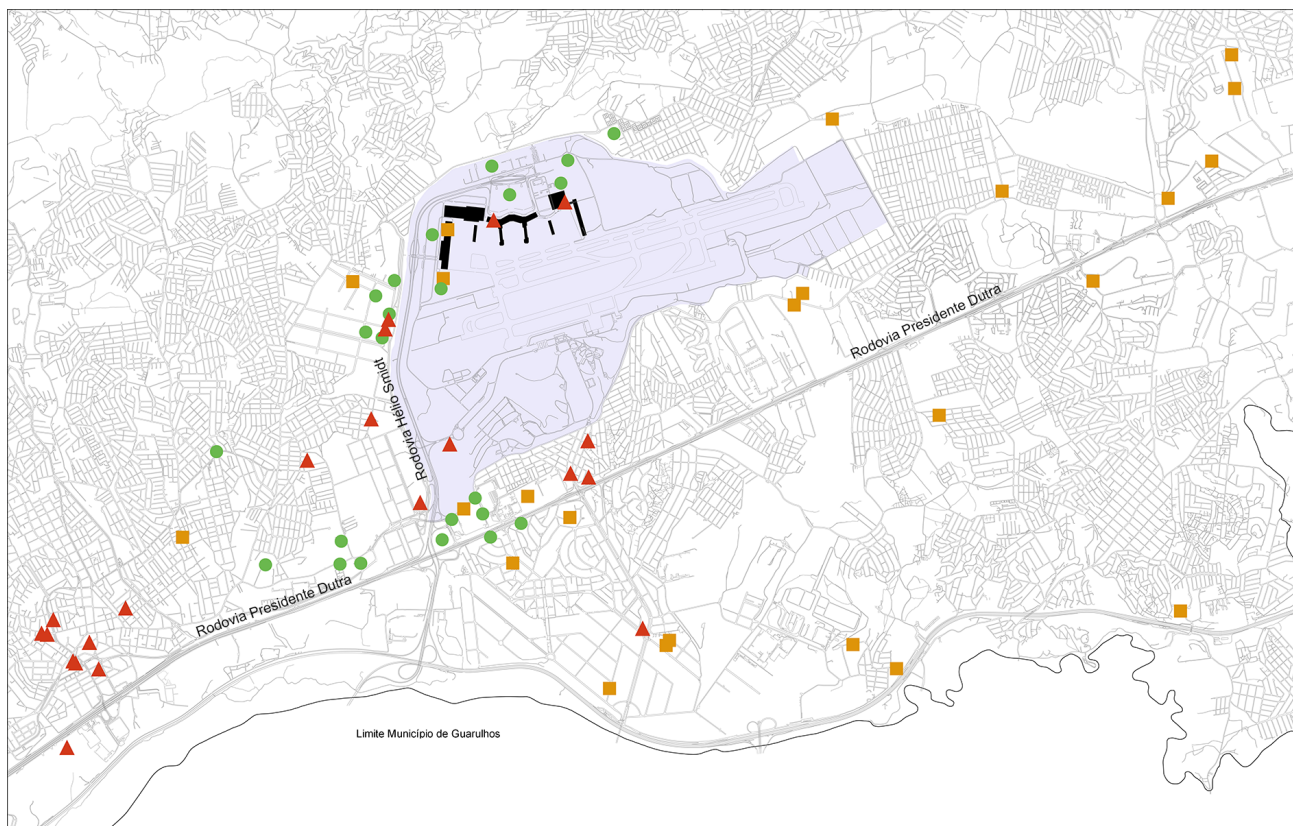 Rodovia Presidente Dutra
Rodovia Hélio Smidt
Rodovia Presidente Dutra
Limite Município de Guarulhos